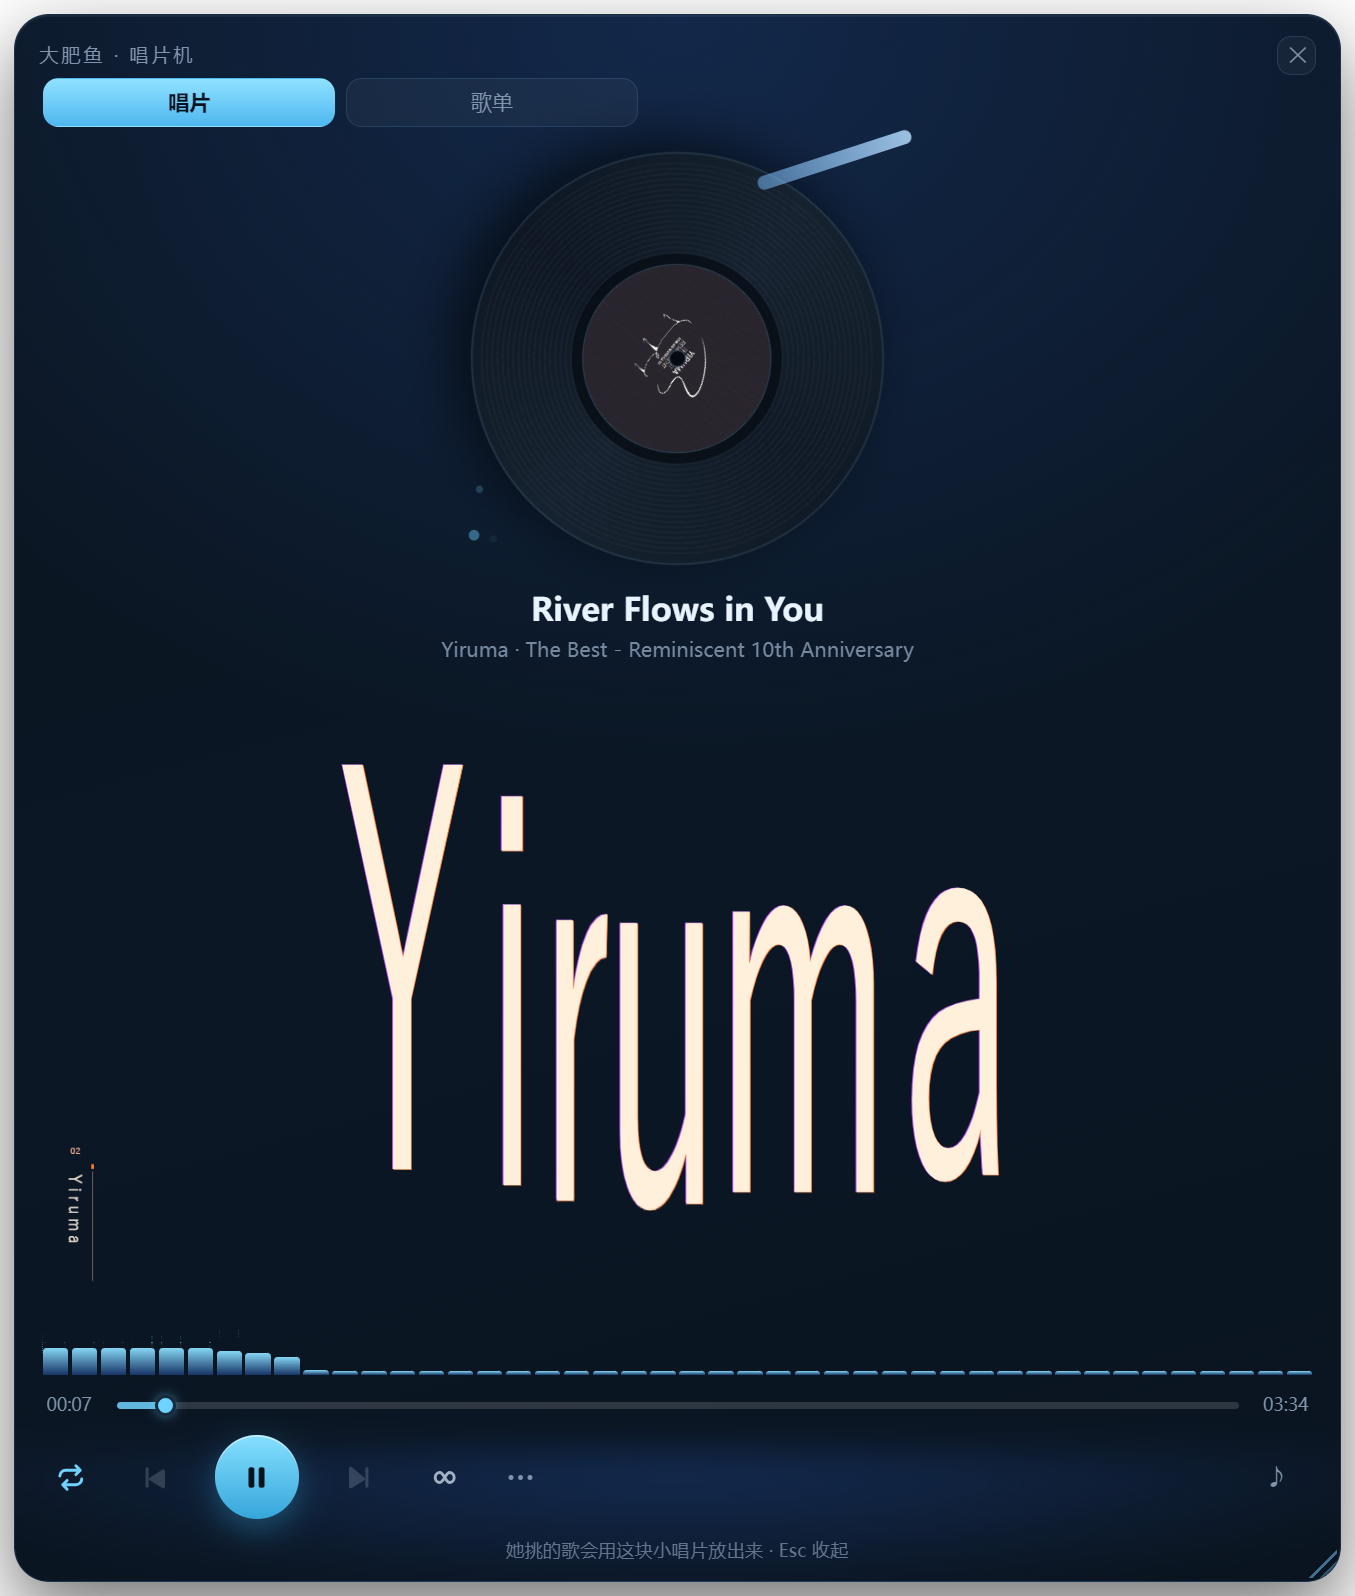 大肥鱼 · 唱片机
唱片
歌单
River Flows in You
Yiruma · The Best - Reminiscent 10th Anniversary
Yiruma
02
Yiruma
00:07
03:34
她挑的歌会用这块小唱片放出来 · Esc 收起